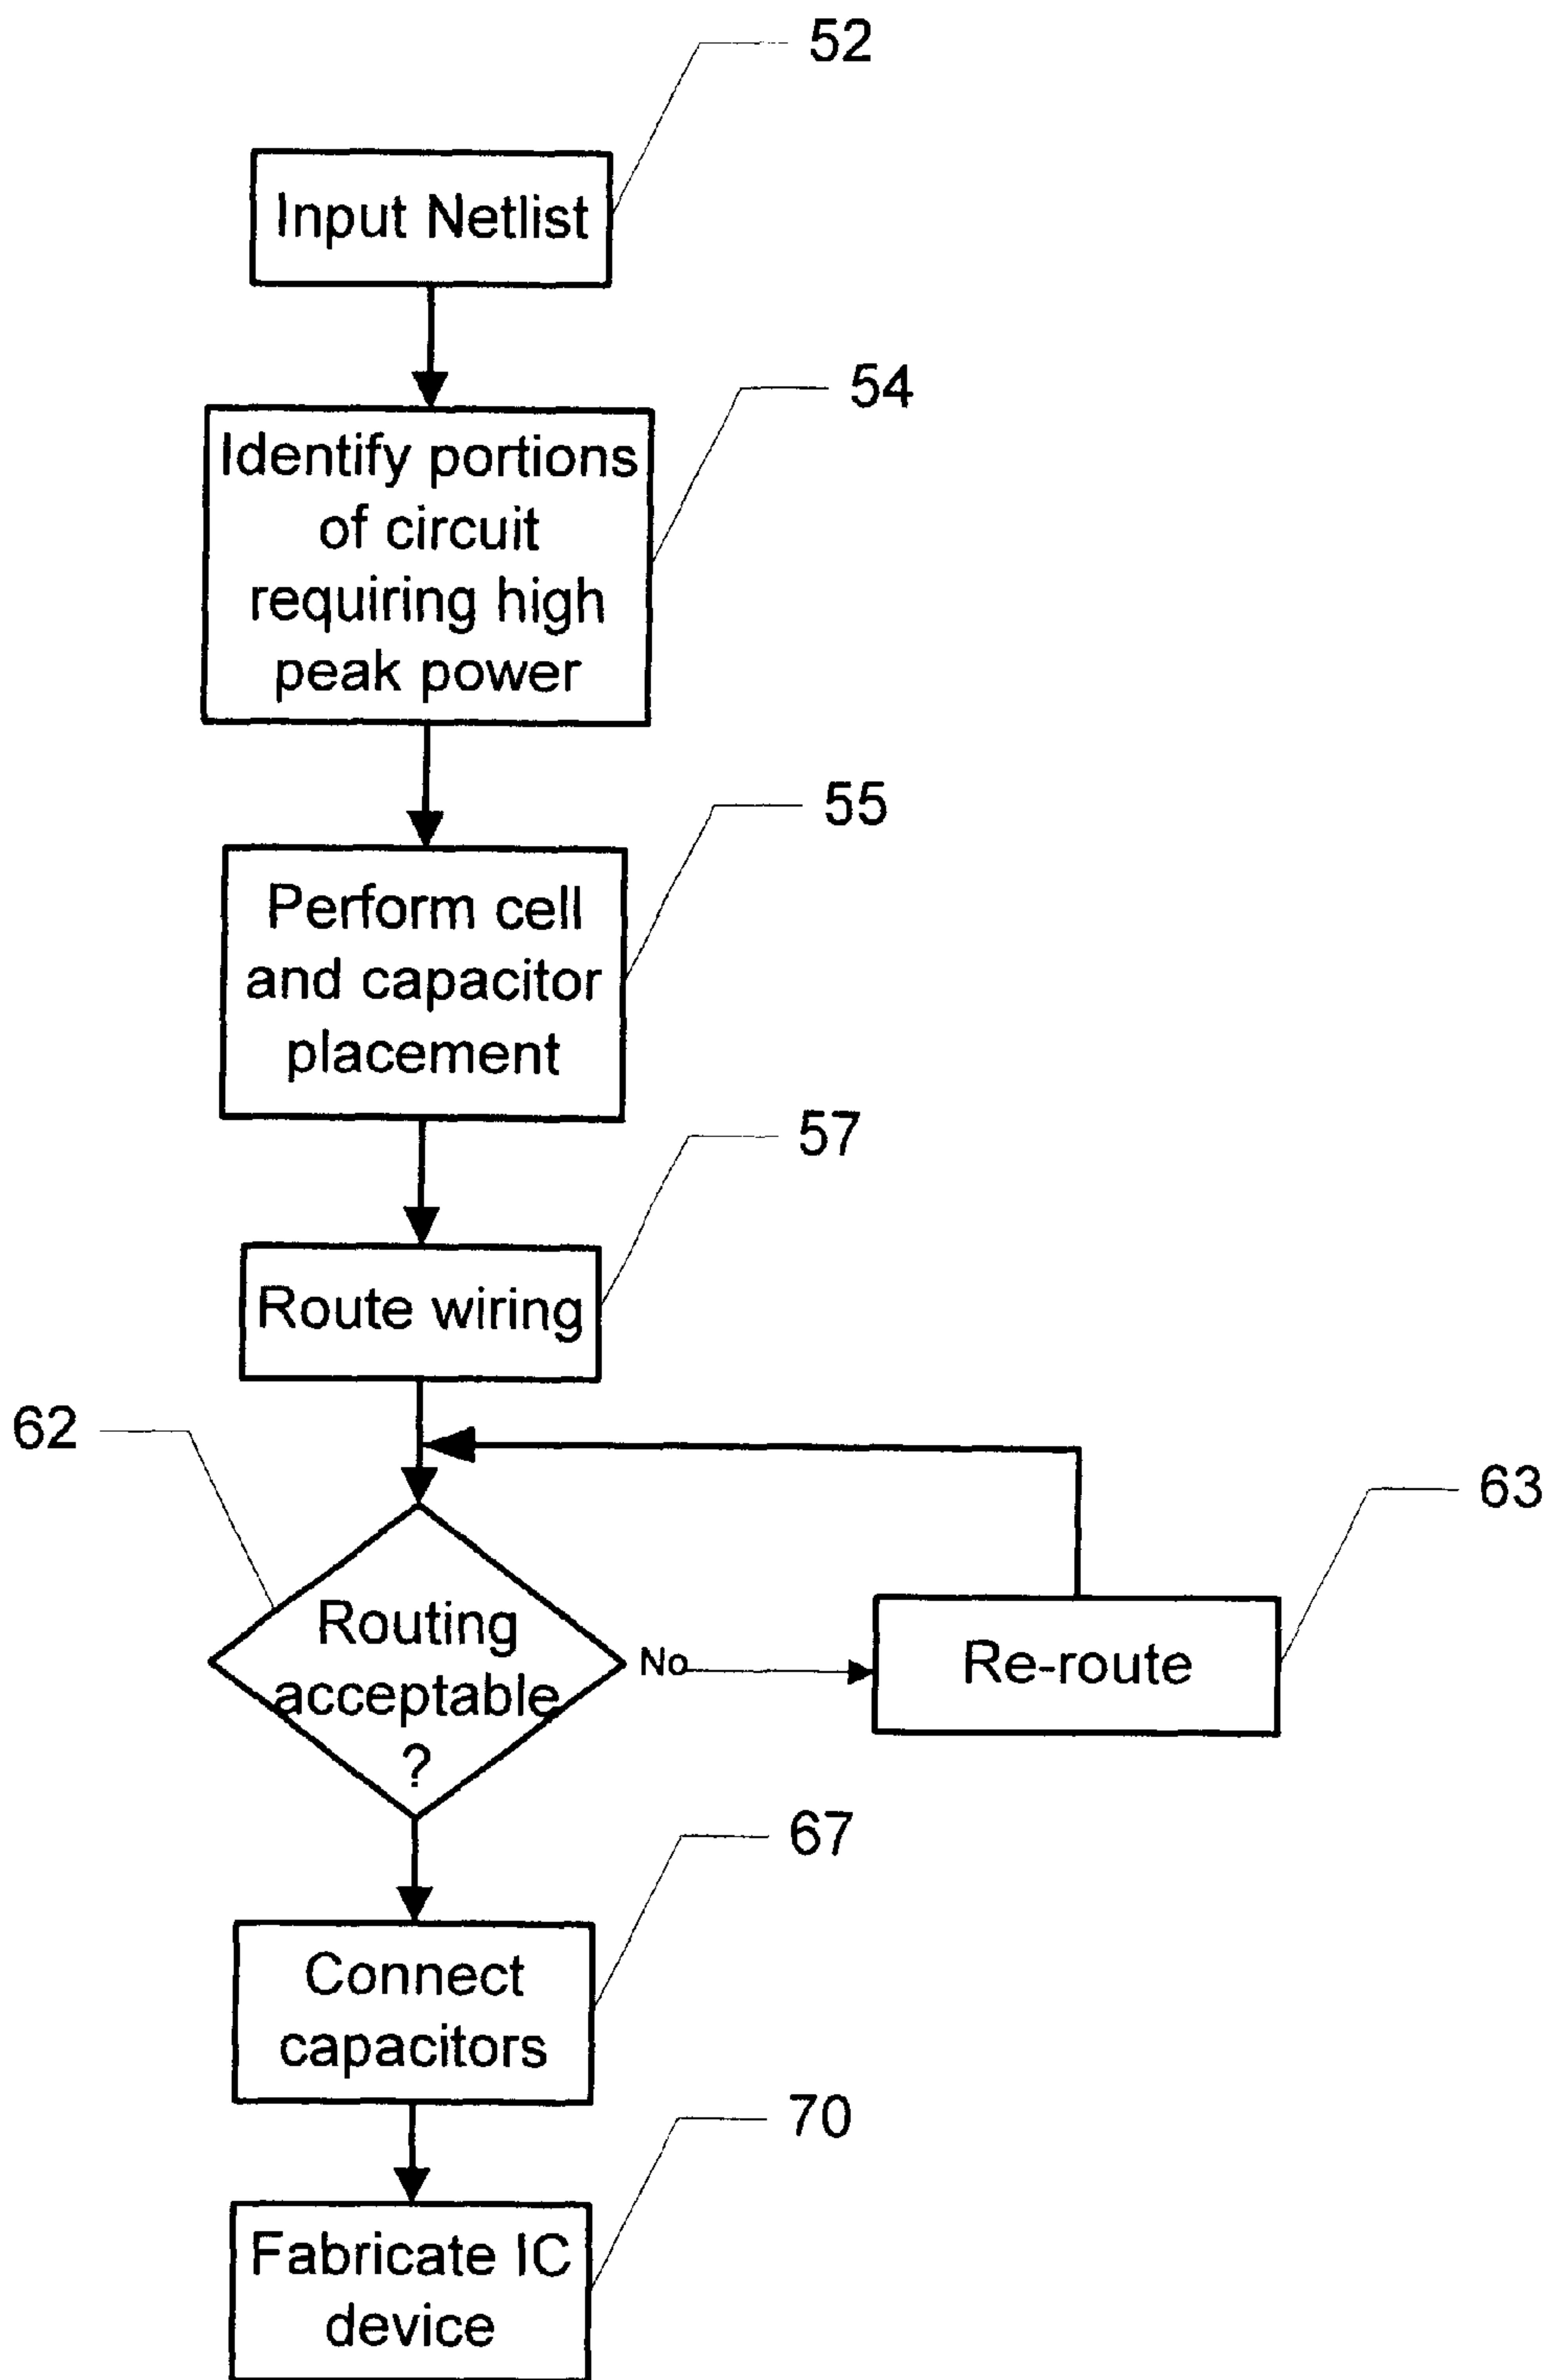 52
Input Netlist
54
Identify portions
of circuit
requiring high
peak power
55
Perform cell
and capacitor
placement
57
Route wiring
62
63
Routing
acceptable
?
No
Re-route
67
Connect
capacitors
70
Fabricate IC
device